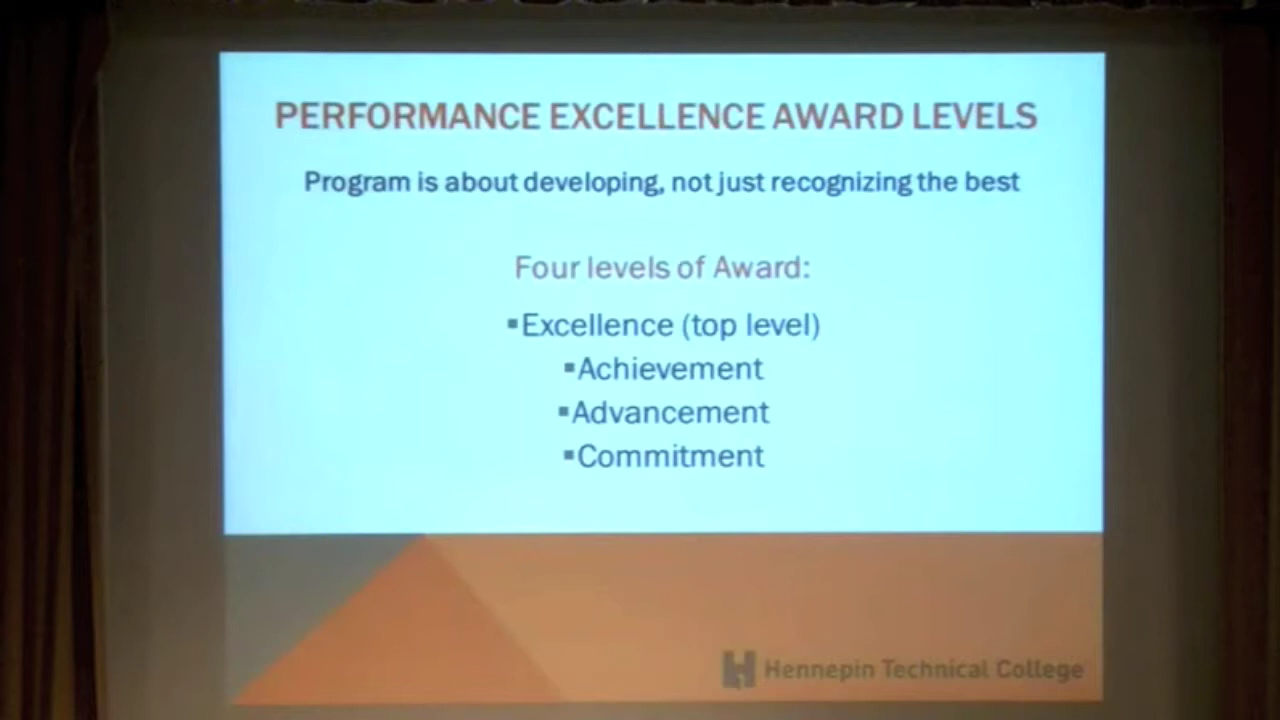 PERFORMANCE EXCELLENCE AWARD LEVELS
Program is about developing, not just recognizing the best
Four levels of Award:
▪Excellence (top level)
▪Achievement
▪Advancement
▪Commitment
Hennepin Technical College